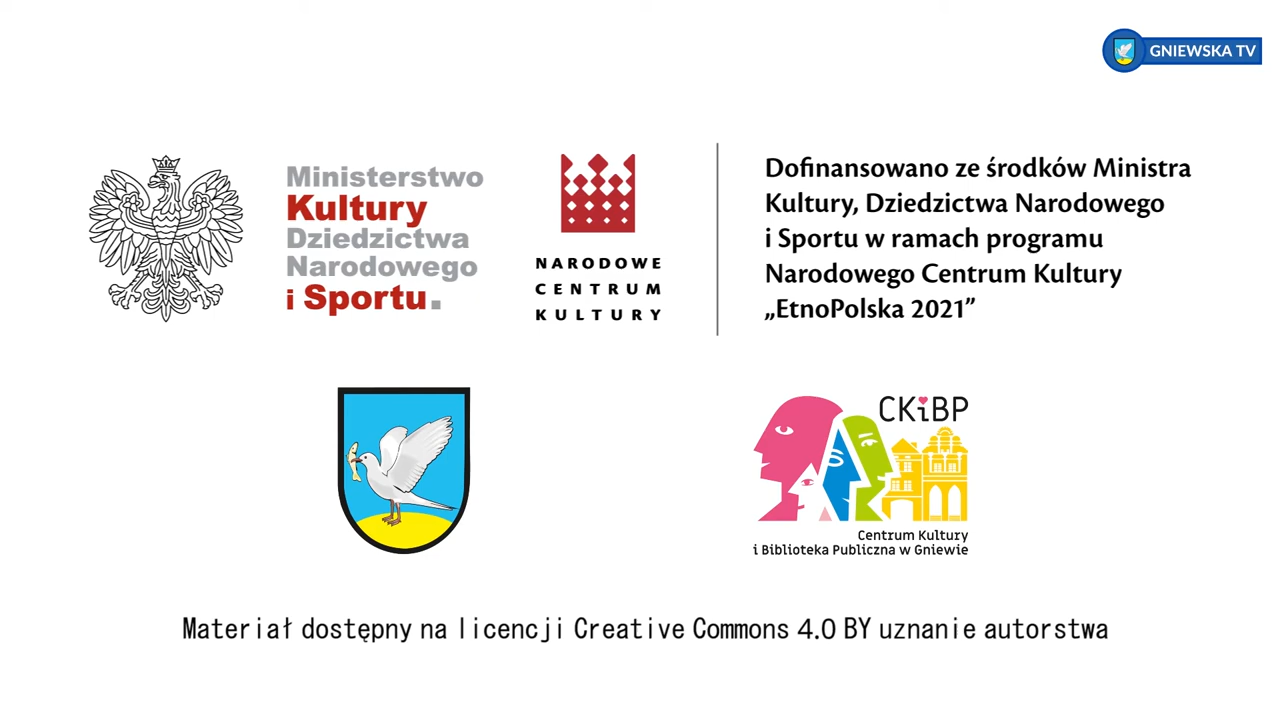 GNIEWSKA TV
Ministerstwo
Kultury
Dziedzictwa
Narodowego
i Sportu.
NARODOWE
CENTRUM
KULTURY
Dofinansowano ze środków Ministra
Kultury, Dziedzictwa Narodowego
i Sportu w ramach programu
Narodowego Centrum Kultury
„EtnoPolska 2021”
CKiBP
Centrum Kultury
i Biblioteka Publiczna w Gniewie
Materiał dostępny na licencji Creative Commons 4.0 BY uznanie autorstwa